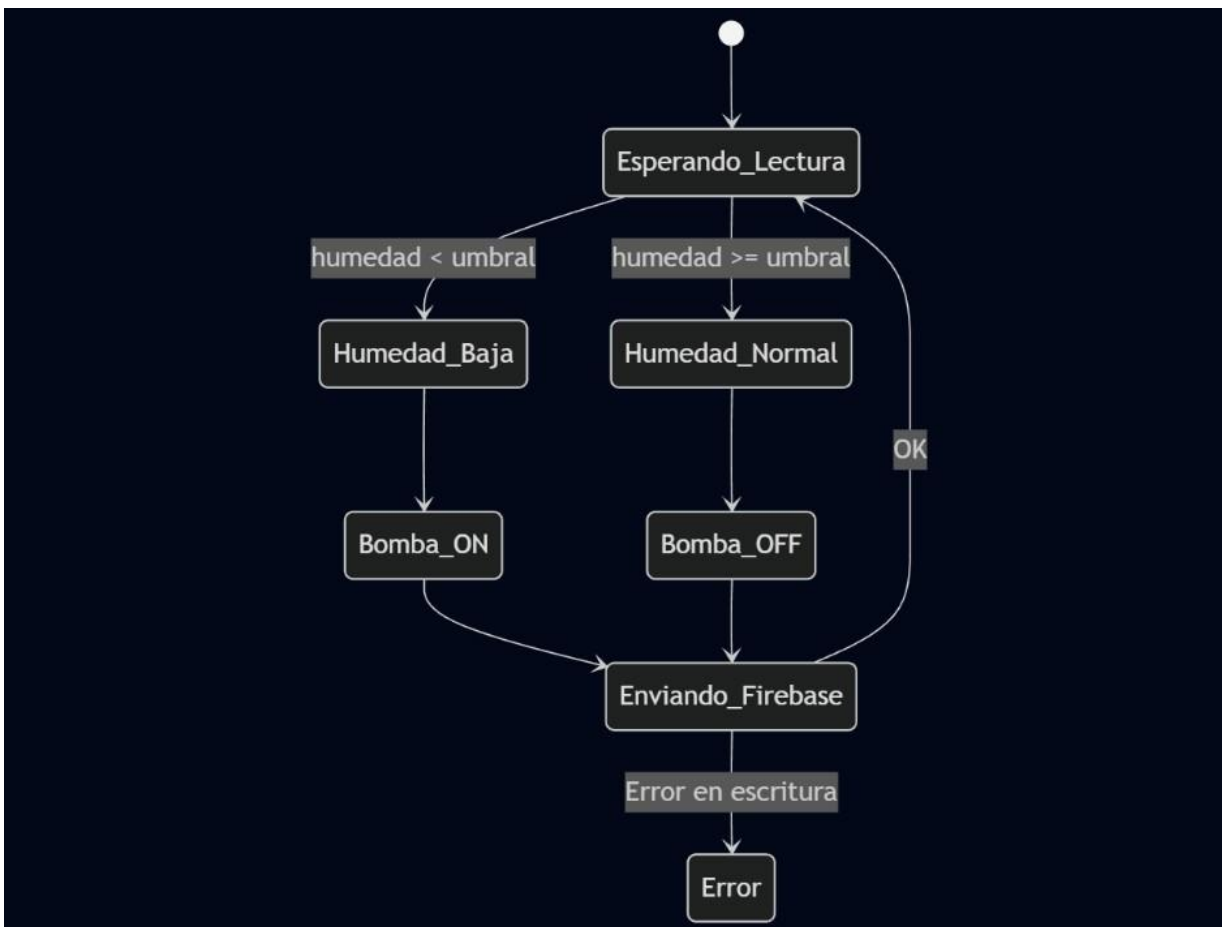 Esperando_Lectura
humedad < umbral
humedad >= umbral
Humedad_Baja
Humedad_Normal
OK
Bomba_ON
Bomba_OFF
Enviando_Firebase
Error en escritura
Error